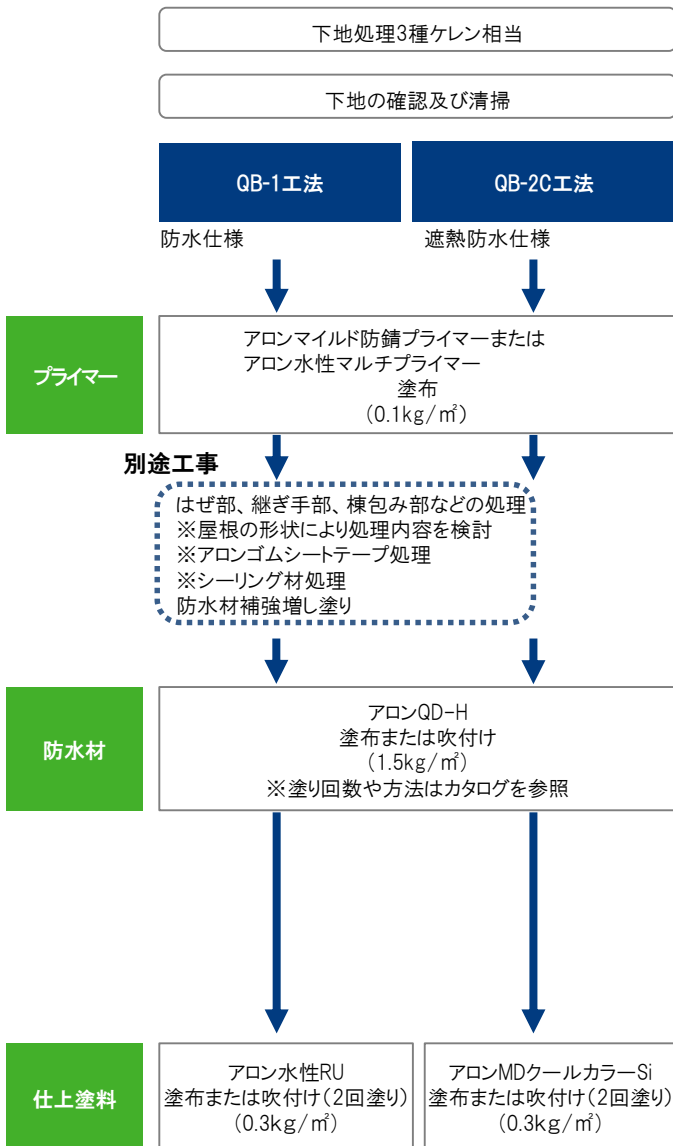 下地処理3種ケレン相当
下地の確認及び清掃
QB-1工法
QB-2C工法
防水仕様
遮熱防水仕様
プライマー
アロンマイルド防錆プライマーまたは
アロン水性マルチプライマー
塗布
(0.1kg/㎡)
別途工事
はぜ部、継ぎ手部、棟包み部などの処理
※屋根の形状により処理内容を検討
※アロンゴムシートテープ処理
※シーリング材処理
防水材補強増し塗り
防水材
アロンQD-H
塗布または吹付け
(1.5kg/㎡)
※塗り回数や方法はカタログを参照
仕上塗料
アロン水性RU
塗布または吹付け(2回塗り)
(0.3kg/㎡)
アロンMDクールカラーSi
塗布または吹付け(2回塗り)
(0.3kg/㎡)